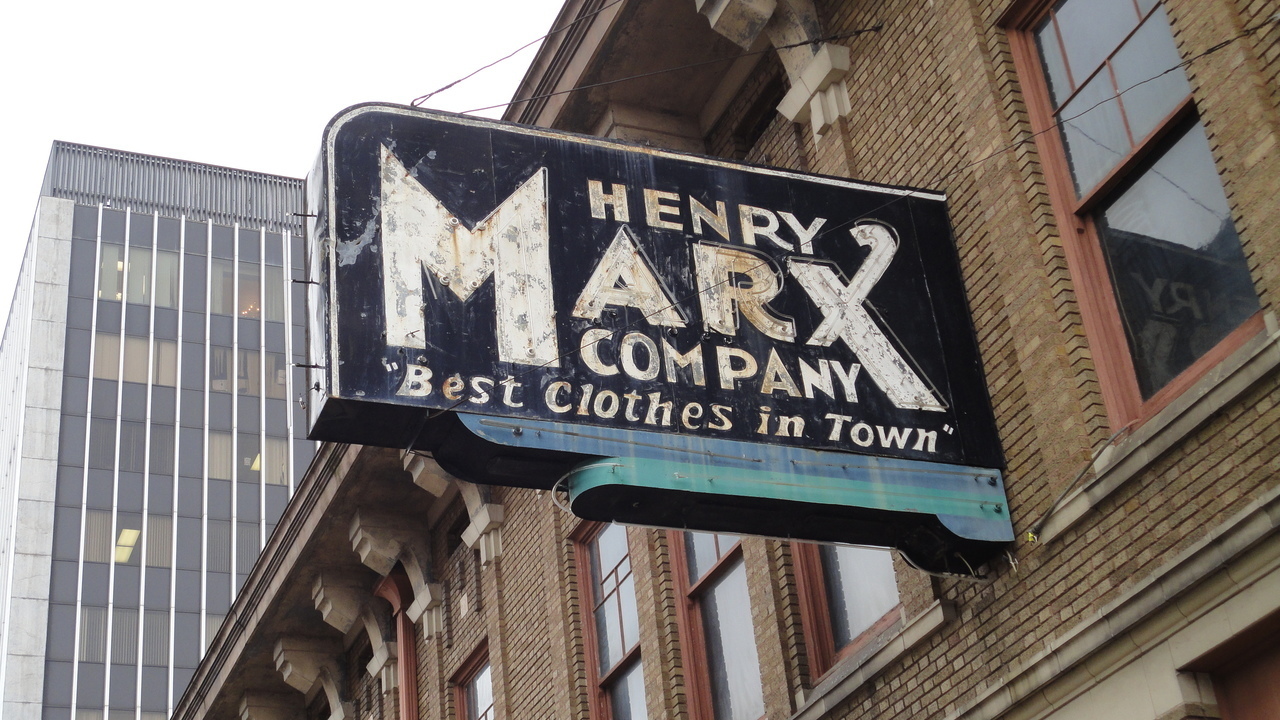 HENRY
MARX
COMPANY
"Best Clothes in Town"